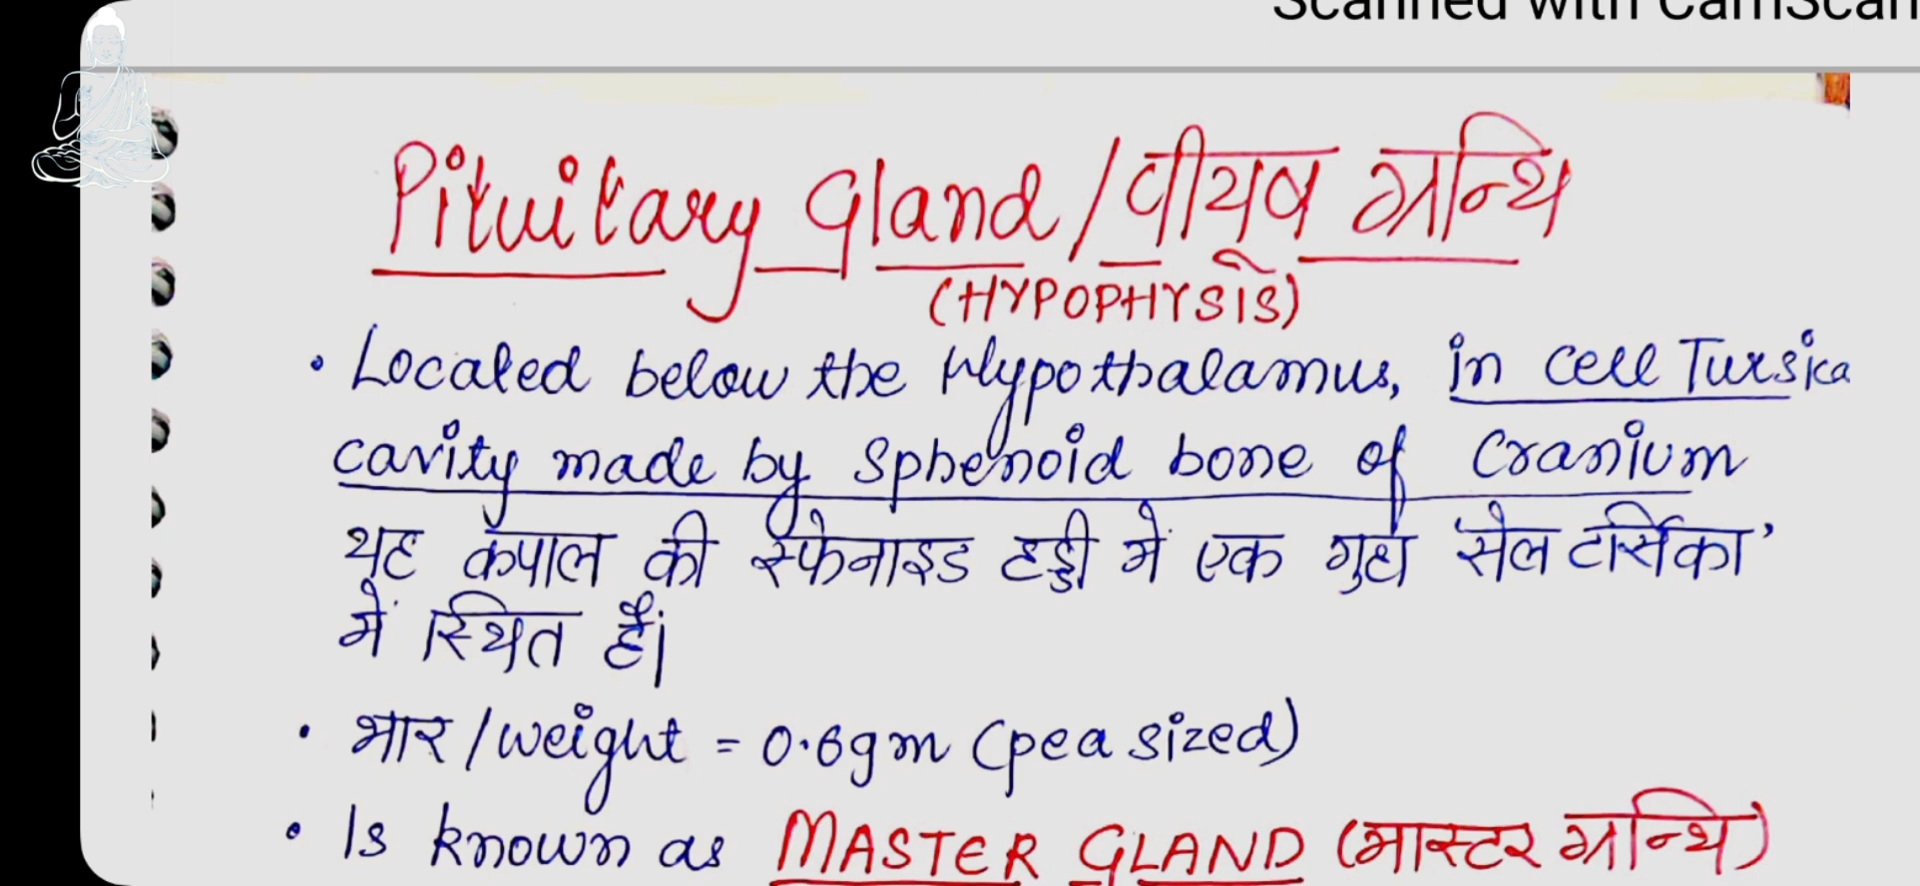 Scanned with CamScan
Pituitary Gland/पीयूष ग्रन्थि
(HYPOPHYSIS)
• Located below the Hypothalamus, in cell Tursica
cavity made by Sphenoid bone of Cranium
यह कपाल की स्फेनाइड हड्डी में एक गुहा 'सेल टर्सिका'
में स्थित हैं।
• भार/weight = 0.6gm (pea sized)
• Is known as MASTER GLAND (मास्टर ग्रन्थि)